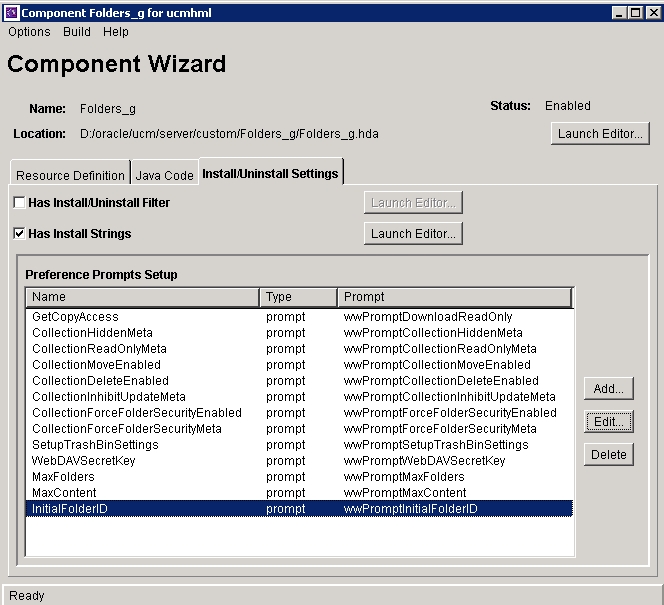 Component Folders_g for ucmhml
Options Build Help
Component Wizard
Name: Folders_g Status: Enabled
Location: D:/oracle/ucm/server/custom/Folders_g/Folders_g.hda Launch Editor...
Resource Definition Java Code Install/Uninstall Settings
Has Install/Uninstall Filter Launch Editor...
Has Install Strings Launch Editor...
Preference Prompts Setup
Name Type Prompt
GetCopyAccess prompt wwPromptDownloadReadOnly
CollectionHiddenMeta prompt wwPromptCollectionHiddenMeta
CollectionReadOnlyMeta prompt wwPromptCollectionReadOnlyMeta
CollectionMoveEnabled prompt wwPromptCollectionMoveEnabled
CollectionDeleteEnabled prompt wwPromptCollectionDeleteEnabled
CollectionInhibitUpdateMeta prompt wwPromptCollectionInhibitUpdateMeta
CollectionForceFolderSecurityEnabled prompt wwPromptForceFolderSecurityEnabled
CollectionForceFolderSecurityMeta prompt wwPromptForceFolderSecurityMeta
SetupTrashBinSettings prompt wwPromptSetupTrashBinSettings
WebDAVSecretKey prompt wwPromptWebDAVSecretKey
MaxFolders prompt wwPromptMaxFolders
MaxContent prompt wwPromptMaxContent
InitialFolderID prompt wwPromptInitialFolderID
Add...
Edit...
Delete
Ready